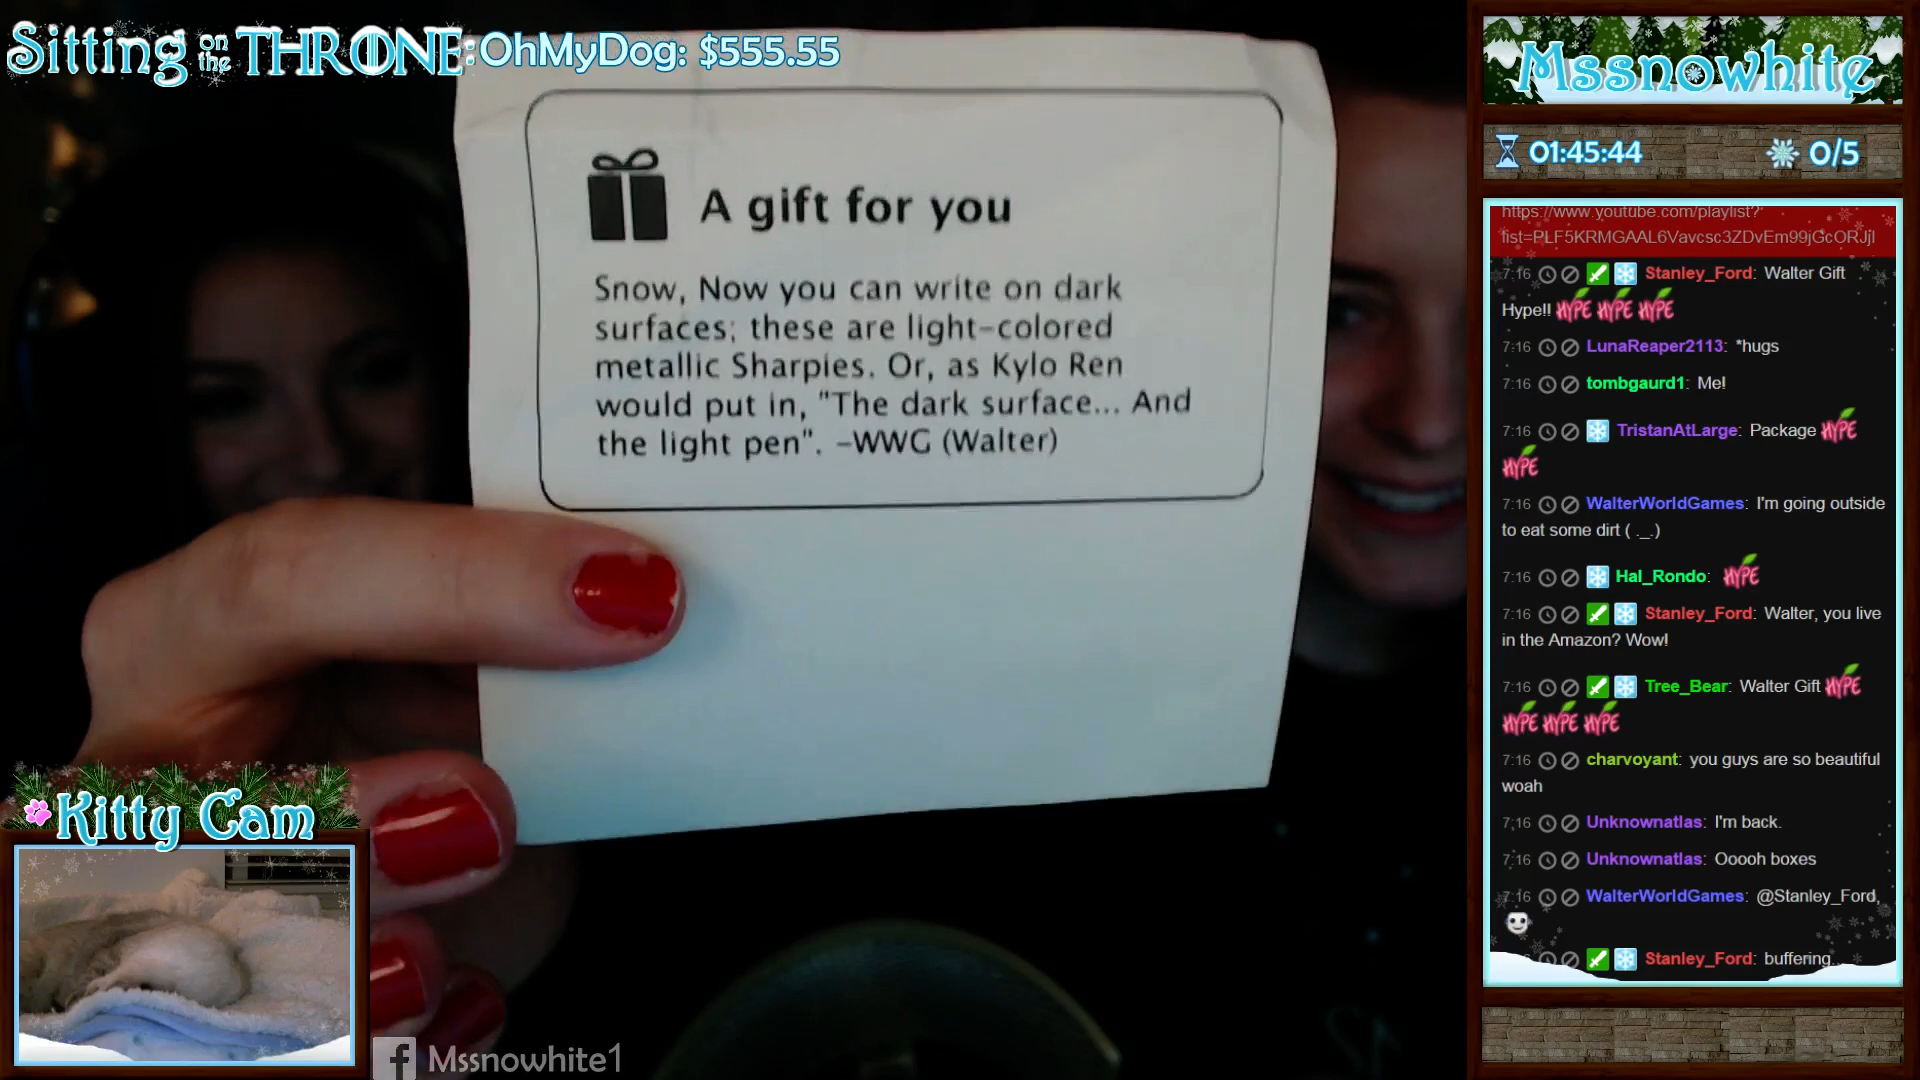 Sitting on the THRONE: OhMyDog: $555.55
A gift for you
Snow, Now you can write on dark
surfaces; these are light-colored
metallic Sharpies. Or, as Kylo Ren
would put in, "The dark surface... And
the light pen". -WWG (Walter)
Kitty Cam
Mssnowhite1
Mssnowhite
01:45:44 0/5
https://www.youtube.com/playlist?
list=PLF5KRMGAAL6Vavcsc3ZDvEm99jGcORJjI
7:16 Stanley_Ford: Walter Gift
Hype!! HYPE HYPE HYPE
7:16 LunaReaper2113: *hugs
7:16 tombgaurd1: Me!
7:16 TristanAtLarge: Package HYPE
HYPE
7:16 WalterWorldGames: I'm going outside
to eat some dirt ( ._.)
7:16 Hal_Rondo: HYPE
7:16 Stanley_Ford: Walter, you live
in the Amazon? Wow!
7:16 Tree_Bear: Walter Gift HYPE
HYPE HYPE HYPE
7:16 charvoyant: you guys are so beautiful
woah
7:16 Unknownatlas: I'm back.
7:16 Unknownatlas: Ooooh boxes
7:16 WalterWorldGames: @Stanley_Ford,
Stanley_Ford: buffering...